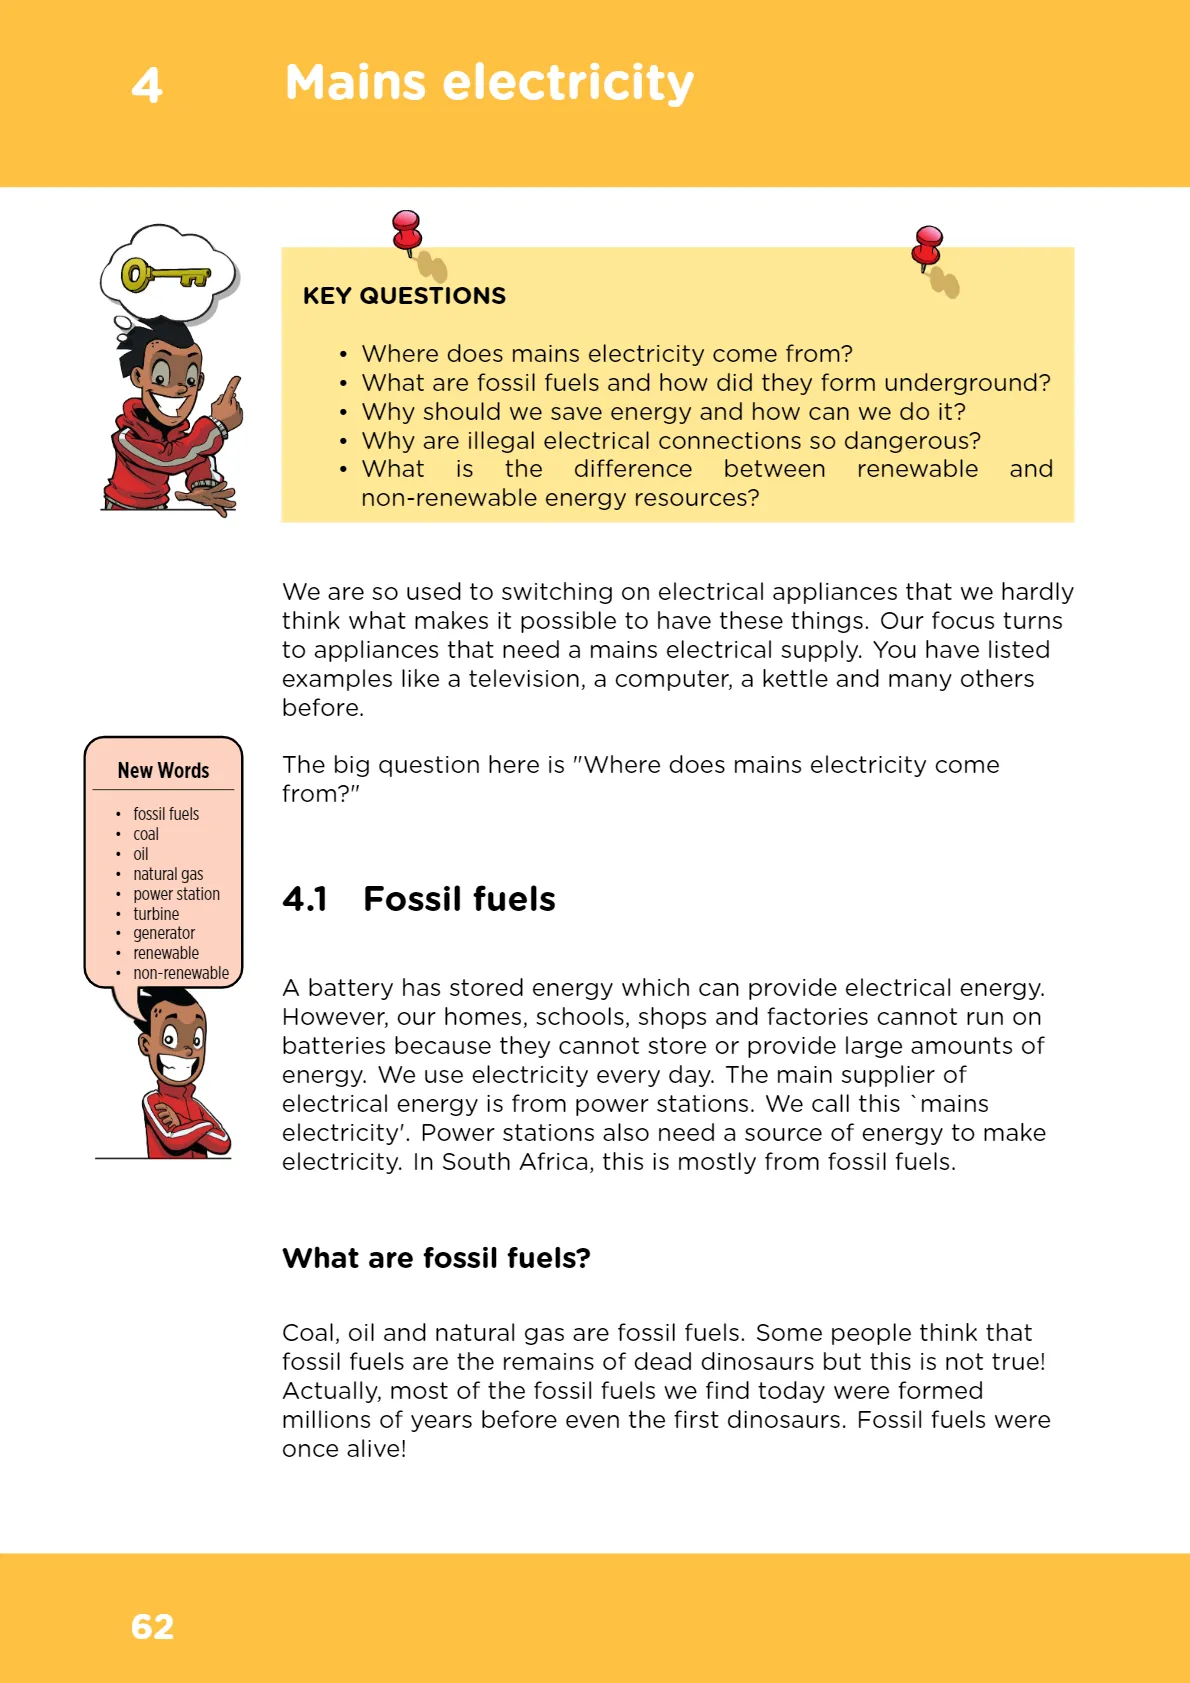 4 Mains electricity
KEY QUESTIONS
• Where does mains electricity come from?
• What are fossil fuels and how did they form underground?
• Why should we save energy and how can we do it?
• Why are illegal electrical connections so dangerous?
• What is the difference between renewable and
non-renewable energy resources?
We are so used to switching on electrical appliances that we hardly
think what makes it possible to have these things. Our focus turns
to appliances that need a mains electrical supply. You have listed
examples like a television, a computer, a kettle and many others
before.
The big question here is "Where does mains electricity come
from?"
New Words
• fossil fuels
• coal
• oil
• natural gas
• power station
• turbine
• generator
• renewable
• non-renewable
4.1 Fossil fuels
A battery has stored energy which can provide electrical energy.
However, our homes, schools, shops and factories cannot run on
batteries because they cannot store or provide large amounts of
energy. We use electricity every day. The main supplier of
electrical energy is from power stations. We call this `mains
electricity'. Power stations also need a source of energy to make
electricity. In South Africa, this is mostly from fossil fuels.
What are fossil fuels?
Coal, oil and natural gas are fossil fuels. Some people think that
fossil fuels are the remains of dead dinosaurs but this is not true!
Actually, most of the fossil fuels we find today were formed
millions of years before even the first dinosaurs. Fossil fuels were
once alive!
62